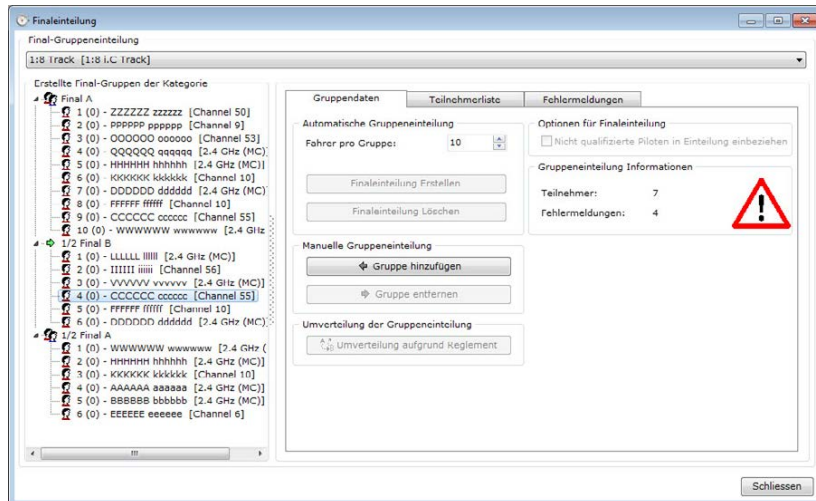 Finaleinteilung
Final-Gruppeneinteilung
1:8 Track [1:8 I.C Track]
Erstellte Final-Gruppen der Kategorie
Final A
1 (0) - ZZZZZZ zzzzzz [Channel 50]
2 (0) - PPPPPP pppppp [Channel 9]
3 (0) - OOOOOO oooooo [Channel 53]
4 (0) - QQQQQQ qqqqqq [2.4 GHz (MC)]
5 (0) - HHHHHH hhhhhh [2.4 GHz (MC)]
6 (0) - KKKKKK kkkkkk [Channel 10]
7 (0) - DDDDDD dddddd [2.4 GHz (MC)]
8 (0) - FFFFFF ffffff [Channel 10]
9 (0) - CCCCCC cccccc [Channel 55]
10 (0) - WWWWWW wwwwww [2.4 GHz
1/2 Final B
1 (0) - LLLLLL llllll [2.4 GHz (MC)]
2 (0) - IIIIII iiiiii [Channel 56]
3 (0) - VVVVVV vvvvvv [2.4 GHz (MC)]
4 (0) - CCCCCC cccccc [Channel 55]
5 (0) - FFFFFF ffffff [Channel 10]
6 (0) - DDDDDD dddddd [2.4 GHz (MC)]
1/2 Final A
1 (0) - WWWWWW wwwwww [2.4 GHz (
2 (0) - HHHHHH hhhhhh [2.4 GHz (MC)]
3 (0) - KKKKKK kkkkkk [Channel 10]
4 (0) - AAAAAA aaaaaa [2.4 GHz (MC)]
5 (0) - BBBBBB bbbbbb [2.4 GHz (MC)]
6 (0) - EEEEEE eeeeee [Channel 6]
Gruppendaten Teilnehmerliste Fehlermeldungen
Automatische Gruppeneinteilung
Fahrer pro Gruppe: 10
Finaleinteilung Erstellen
Finaleinteilung Löschen
Manuelle Gruppeneinteilung
Gruppe hinzufügen
Gruppe entfernen
Umverteilung der Gruppeneinteilung
Umverteilung aufgrund Reglement
Optionen für Finaleinteilung
Nicht qualifizierte Piloten in Einteilung einbeziehen
Gruppeneinteilung Informationen
Teilnehmer: 7
Fehlermeldungen: 4
Schliessen